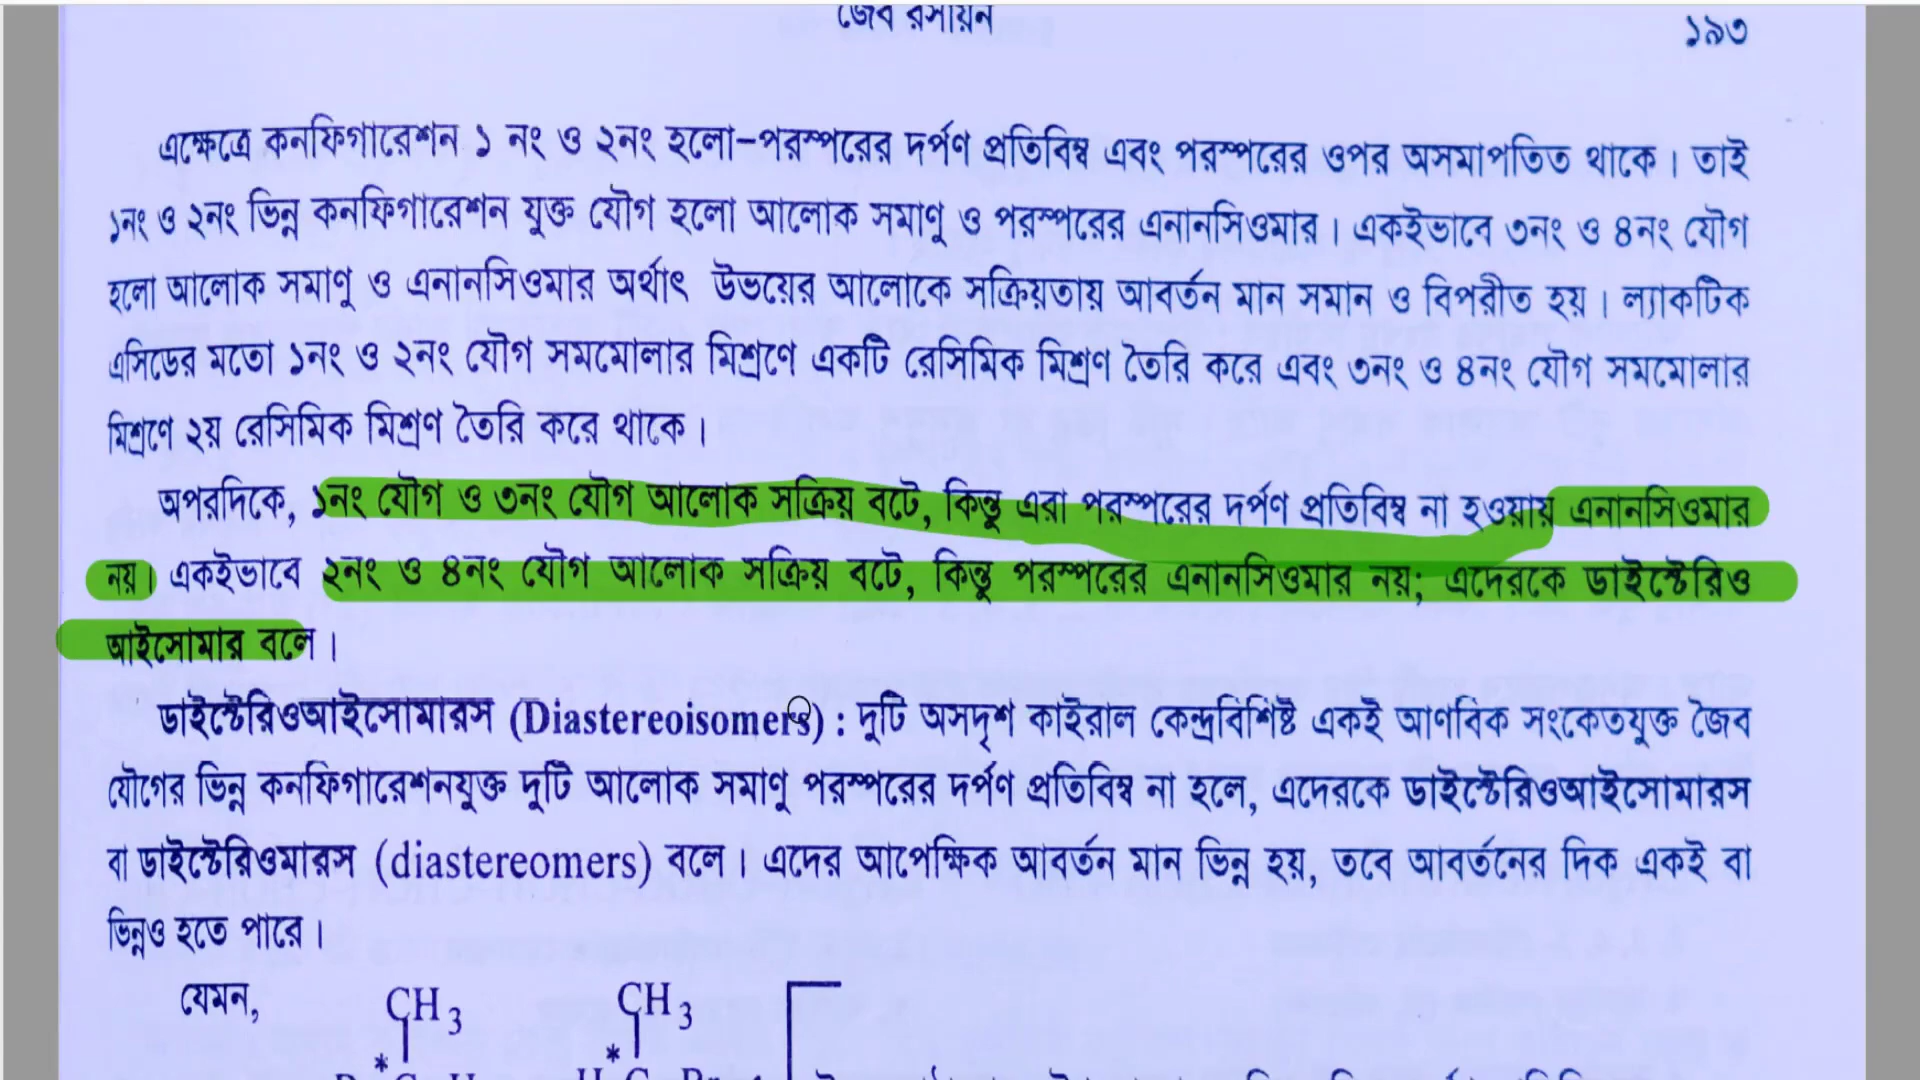 জৈব রসায়ন
১৯৩
এক্ষেত্রে কনফিগারেশন ১ নং ও ২নং হলো–পরস্পরের দর্পণ প্রতিবিম্ব এবং পরস্পরের ওপর অসমাপতিত থাকে। তাই
১নং ও ২নং ভিন্ন কনফিগারেশন যুক্ত যৌগ হলো আলোক সমাণু ও পরস্পরের এনানসিওমার। একইভাবে ৩নং ও ৪নং যৌগ
হলো আলোক সমাণু ও এনানসিওমার অর্থাৎ উভয়ের আলোকে সক্রিয়তায় আবর্তন মান সমান ও বিপরীত হয়। ল্যাকটিক
এসিডের মতো ১নং ও ২নং যৌগ সমমোলার মিশ্রণে একটি রেসিমিক মিশ্রণ তৈরি করে এবং ৩নং ও ৪নং যৌগ সমমোলার
মিশ্রণে ২য় রেসিমিক মিশ্রণ তৈরি করে থাকে।
অপরদিকে, ১নং যৌগ ও ৩নং যৌগ আলোক সক্রিয় বটে, কিন্তু এরা পরস্পরের দর্পণ প্রতিবিম্ব না হওয়ায় এনানসিওমার
নয়। একইভাবে ২নং ও ৪নং যৌগ আলোক সক্রিয় বটে, কিন্তু পরস্পরের এনানসিওমার নয়; এদেরকে ডাইস্টেরিও
আইসোমার বলে।
ডাইস্টেরিওআইসোমারস (Diastereoisomers) : দুটি অসদৃশ কাইরাল কেন্দ্রবিশিষ্ট একই আণবিক সংকেতযুক্ত জৈব
যৌগের ভিন্ন কনফিগারেশনযুক্ত দুটি আলোক সমাণু পরস্পরের দর্পণ প্রতিবিম্ব না হলে, এদেরকে ডাইস্টেরিওআইসোমারস
বা ডাইস্টেরিওমারস (diastereomers) বলে। এদের আপেক্ষিক আবর্তন মান ভিন্ন হয়, তবে আবর্তনের দিক একই বা
ভিন্নও হতে পারে।
যেমন, CH3 CH3
* *